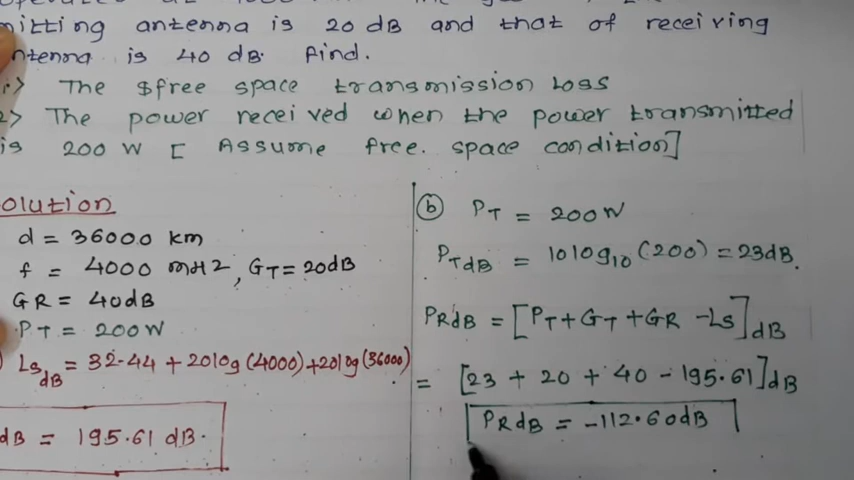 mitting antenna is 20 dB and that of receiving
ntenna is 40 dB. find.
1.> The $free space transmission Loss
2> The power received when the power transmitted
is 200 W [ Assume free. space condition]
olution
d = 36000 km
f = 4000 mHz, GT = 20dB
GR = 40dB
PT = 200W
) LsdB = 32.44 + 20log(4000)+20log(36000)
dB = 195.61 dB.
(b) PT = 200W
PTdB = 10log10 (200) = 23dB.
PRdB = [PT + GT + GR - Ls]dB
= [23 + 20 + 40 - 195.61]dB
PRdB = -112.60dB